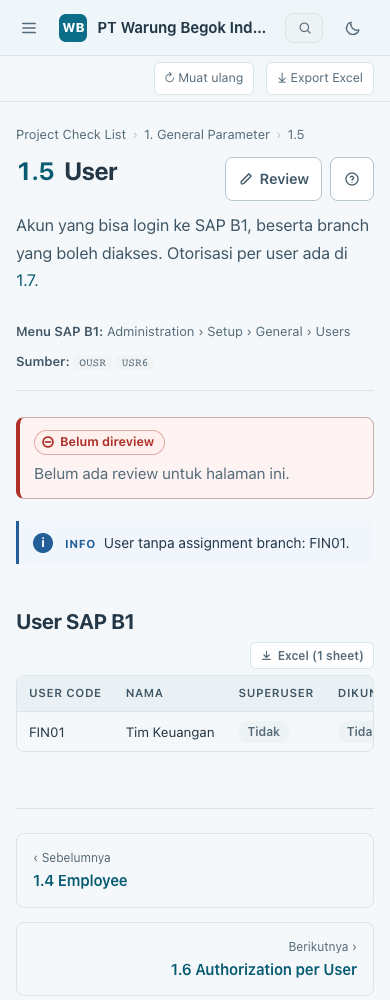 WB PT Warung Begok Ind...
Muat ulang
Export Excel
Project Check List › 1. General Parameter › 1.5
1.5 User
Review
Akun yang bisa login ke SAP B1, beserta branch
yang boleh diakses. Otorisasi per user ada di
1.7.
Menu SAP B1: Administration › Setup › General › Users
Sumber: OUSR USR6
Belum direview
Belum ada review untuk halaman ini.
INFO User tanpa assignment branch: FIN01.
User SAP B1
Excel (1 sheet)
USER CODE NAMA SUPERUSER DIKUN
FIN01 Tim Keuangan Tidak Tida
‹ Sebelumnya
1.4 Employee
Berikutnya ›
1.6 Authorization per User